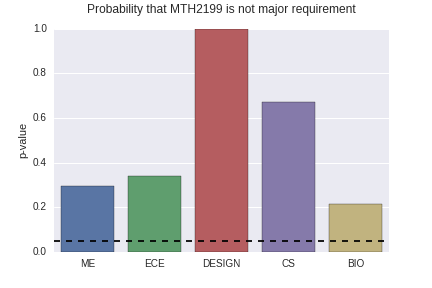 Probability that MTH2199 is not major requirement
1.0
0.8
0.6
0.4
0.2
0.0
p-value
ME ECE DESIGN CS BIO